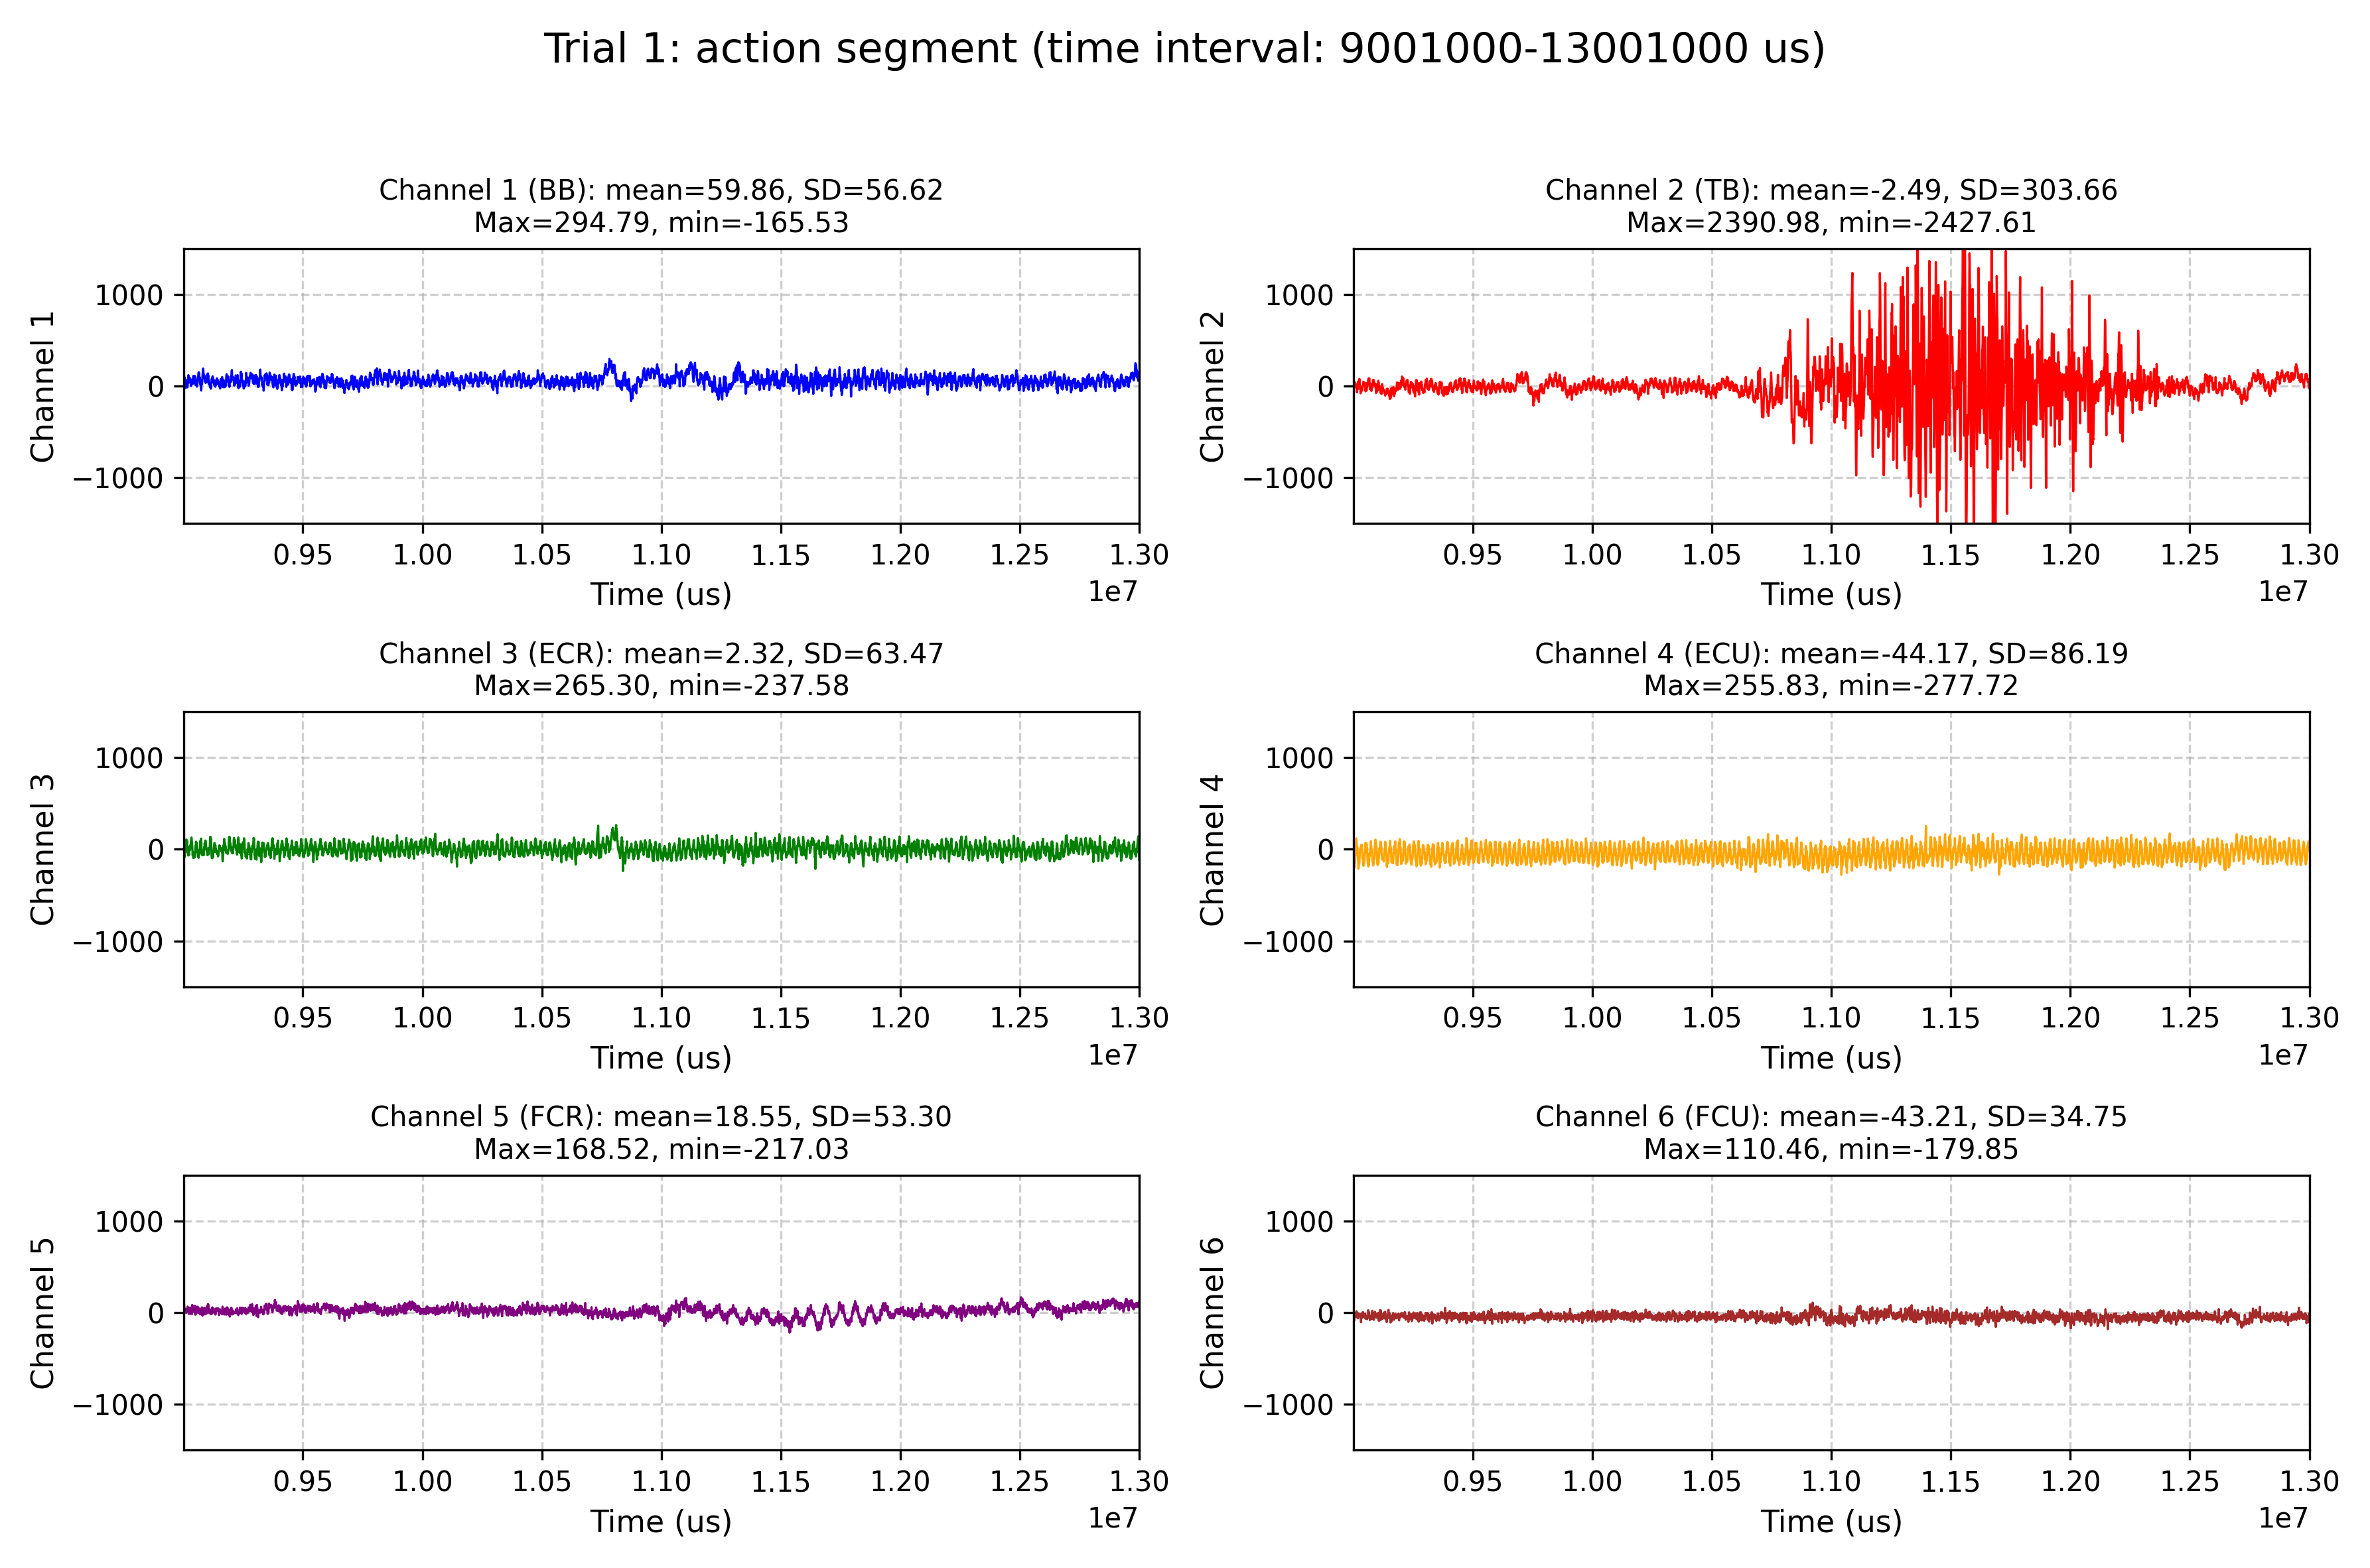 Trial 1: action segment (time interval: 9001000-13001000 us)
Channel 1 (BB): mean=59.86, SD=56.62
Max=294.79, min=-165.53
1000
0
−1000
Channel 1
0.95 1.00 1.05 1.10 1.15 1.20 1.25 1.30
Time (us)
1e7
Channel 2 (TB): mean=-2.49, SD=303.66
Max=2390.98, min=-2427.61
1000
0
−1000
Channel 2
0.95 1.00 1.05 1.10 1.15 1.20 1.25 1.30
Time (us)
1e7
Channel 3 (ECR): mean=2.32, SD=63.47
Max=265.30, min=-237.58
1000
0
−1000
Channel 3
0.95 1.00 1.05 1.10 1.15 1.20 1.25 1.30
Time (us)
1e7
Channel 4 (ECU): mean=-44.17, SD=86.19
Max=255.83, min=-277.72
1000
0
−1000
Channel 4
0.95 1.00 1.05 1.10 1.15 1.20 1.25 1.30
Time (us)
1e7
Channel 5 (FCR): mean=18.55, SD=53.30
Max=168.52, min=-217.03
1000
0
−1000
Channel 5
0.95 1.00 1.05 1.10 1.15 1.20 1.25 1.30
Time (us)
1e7
Channel 6 (FCU): mean=-43.21, SD=34.75
Max=110.46, min=-179.85
1000
0
−1000
Channel 6
0.95 1.00 1.05 1.10 1.15 1.20 1.25 1.30
Time (us)
1e7